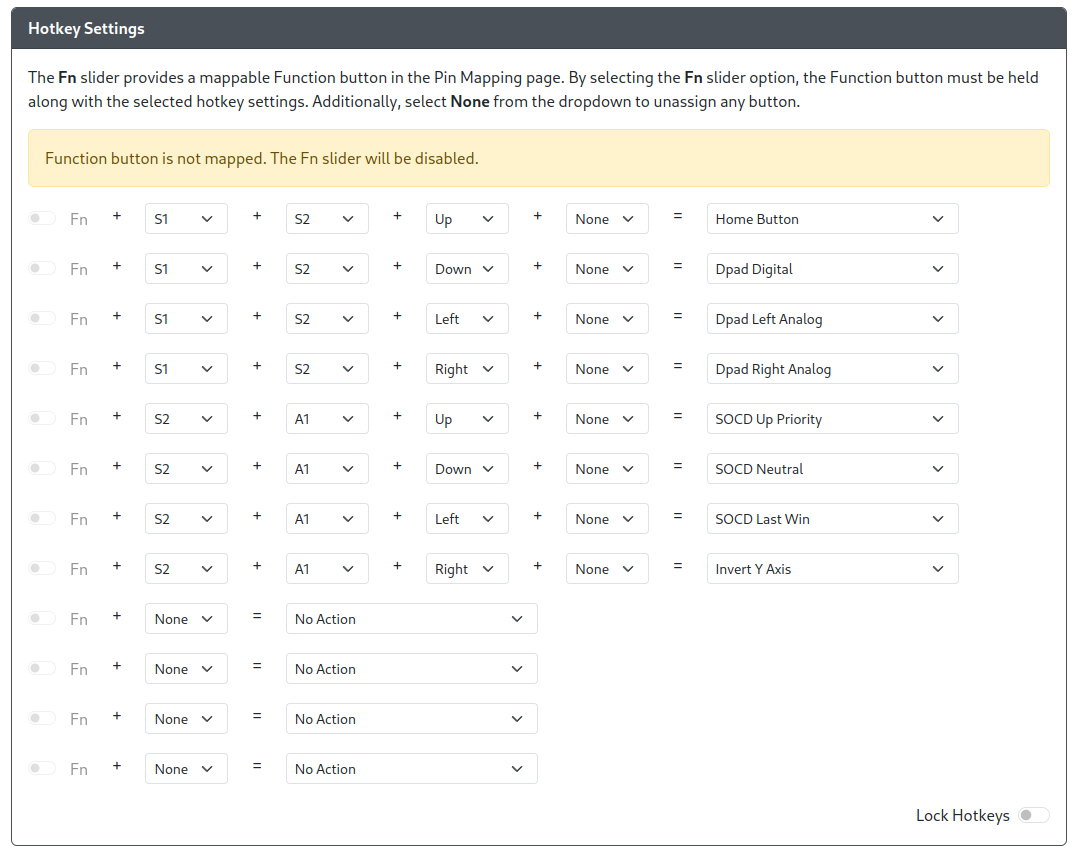 Hotkey Settings
The Fn slider provides a mappable Function button in the Pin Mapping page. By selecting the Fn slider option, the Function button must be held
along with the selected hotkey settings. Additionally, select None from the dropdown to unassign any button.
Function button is not mapped. The Fn slider will be disabled.
Fn + S1 + S2 + Up + None = Home Button
Fn + S1 + S2 + Down + None = Dpad Digital
Fn + S1 + S2 + Left + None = Dpad Left Analog
Fn + S1 + S2 + Right + None = Dpad Right Analog
Fn + S2 + A1 + Up + None = SOCD Up Priority
Fn + S2 + A1 + Down + None = SOCD Neutral
Fn + S2 + A1 + Left + None = SOCD Last Win
Fn + S2 + A1 + Right + None = Invert Y Axis
Fn + None = No Action
Fn + None = No Action
Fn + None = No Action
Fn + None = No Action
Lock Hotkeys